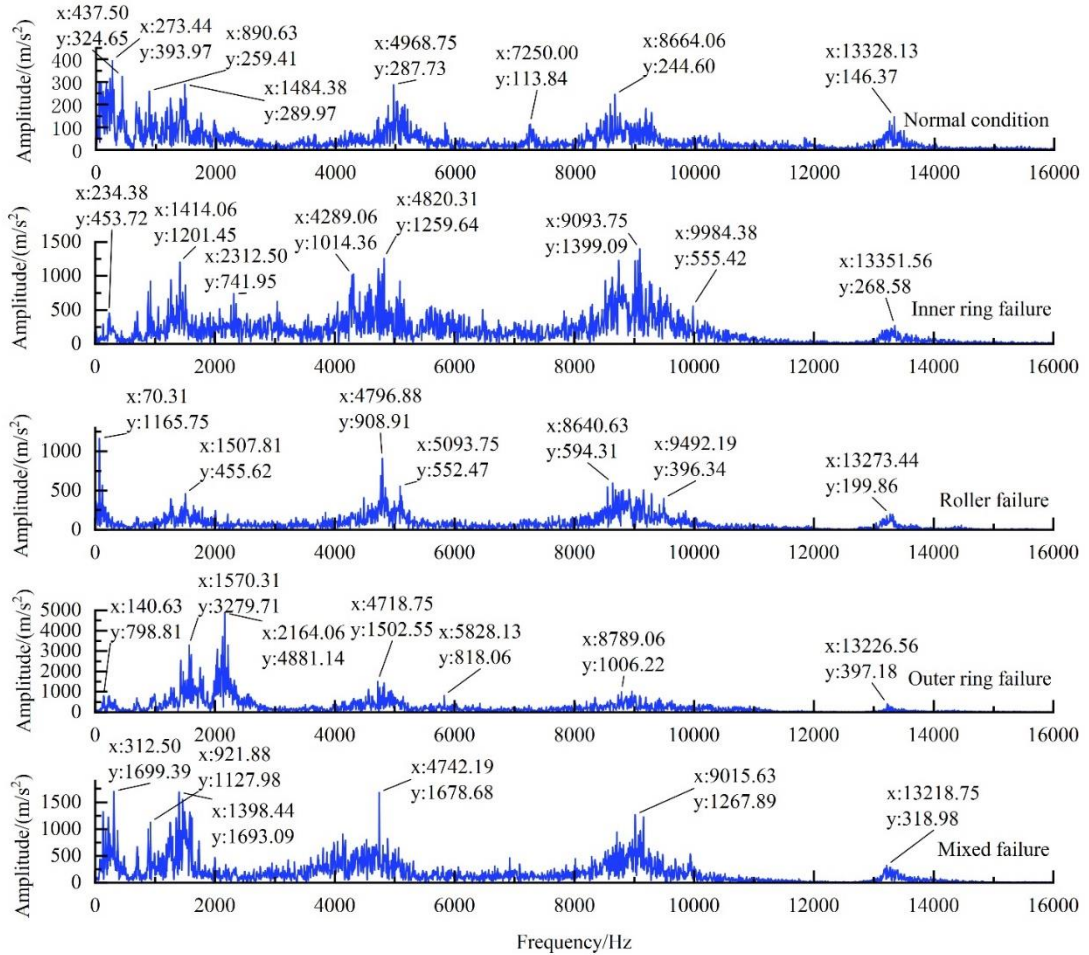 x:437.50
y:324.65
x:273.44
y:393.97
x:890.63
y:259.41
x:1484.38
y:289.97
x:4968.75
y:287.73
x:7250.00
y:113.84
x:8664.06
y:244.60
x:13328.13
y:146.37
Normal condition
Amplitude/(m/s²)
400
300
200
100
0
0 2000 4000 6000 8000 10000 12000 14000 16000
x:234.38
y:453.72
x:1414.06
y:1201.45
x:2312.50
y:741.95
x:4289.06
y:1014.36
x:4820.31
y:1259.64
x:9093.75
y:1399.09
x:9984.38
y:555.42
x:13351.56
y:268.58
Inner ring failure
Amplitude/(m/s²)
1500
1000
500
0
0 2000 4000 6000 8000 10000 12000 14000 16000
x:70.31
y:1165.75
x:1507.81
y:455.62
x:4796.88
y:908.91
x:5093.75
y:552.47
x:8640.63
y:594.31
x:9492.19
y:396.34
x:13273.44
y:199.86
Roller failure
Amplitude/(m/s²)
1000
500
0
0 2000 4000 6000 8000 10000 12000 14000 16000
x:140.63
y:798.81
x:1570.31
y:3279.71
x:2164.06
y:4881.14
x:4718.75
y:1502.55
x:5828.13
y:818.06
x:8789.06
y:1006.22
x:13226.56
y:397.18
Outer ring failure
Amplitude/(m/s²)
5000
4000
3000
2000
1000
0
0 2000 4000 6000 8000 10000 12000 14000 16000
x:312.50
y:1699.39
x:921.88
y:1127.98
x:1398.44
y:1693.09
x:4742.19
y:1678.68
x:9015.63
y:1267.89
x:13218.75
y:318.98
Mixed failure
Amplitude/(m/s²)
1500
1000
500
0
0 2000 4000 6000 8000 10000 12000 14000 16000
Frequency/Hz